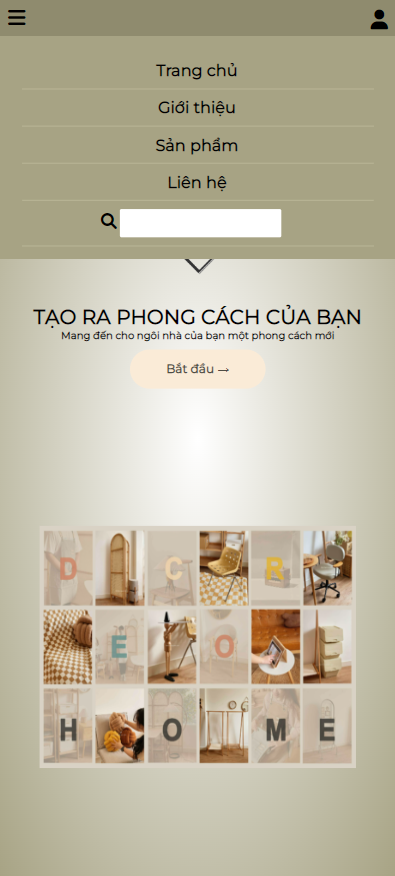 Trang chủ
Giới thiệu
Sản phẩm
Liên hệ
TẠO RA PHONG CÁCH CỦA BẠN
Mang đến cho ngôi nhà của bạn một phong cách mới
Bắt đầu →
D C R
E O
H O M E